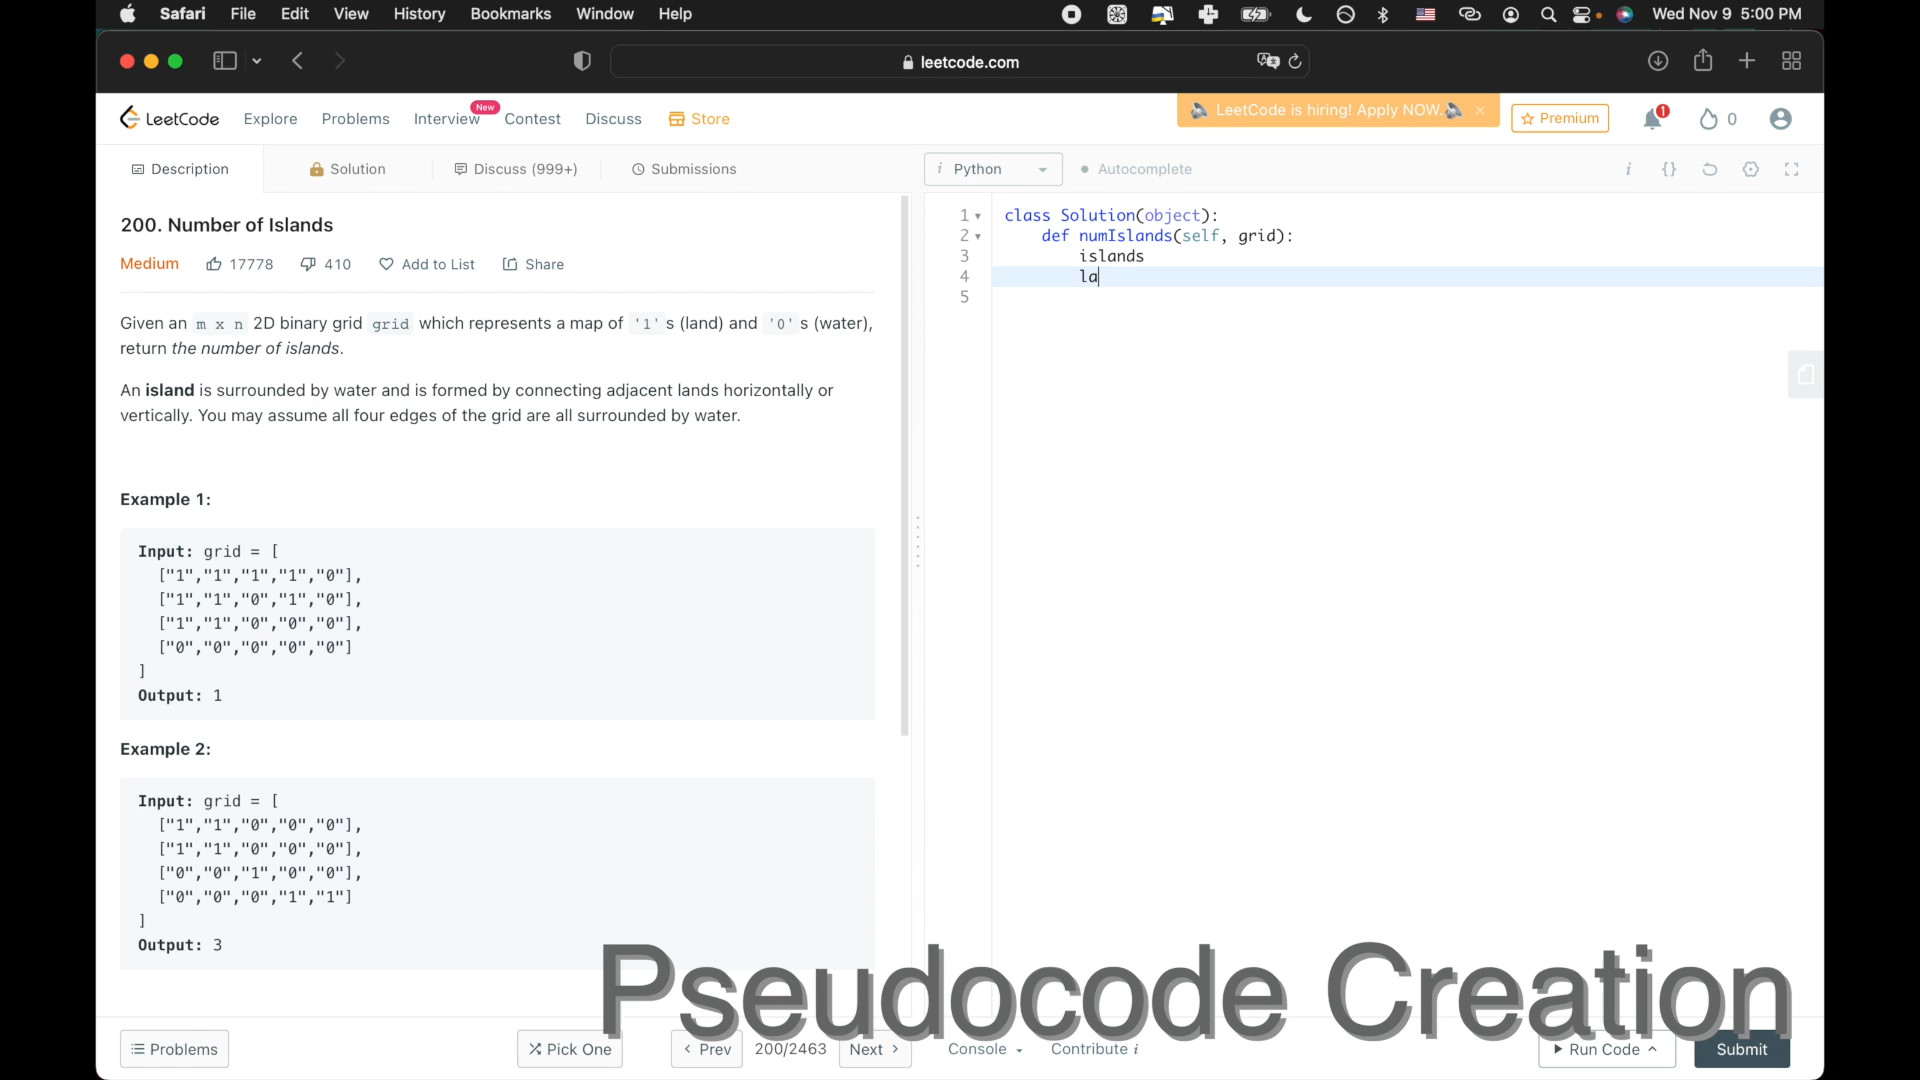 Safari File Edit View History Bookmarks Window Help Wed Nov 9 5:00 PM
leetcode.com
LeetCode Explore Problems Interview New Contest Discuss Store LeetCode is hiring! Apply NOW. Premium 1 0
Description Solution Discuss (999+) Submissions i Python Autocomplete i {}
200. Number of Islands
Medium 17778 410 Add to List Share
Given an m x n 2D binary grid grid which represents a map of '1' s (land) and '0' s (water),
return the number of islands.
An island is surrounded by water and is formed by connecting adjacent lands horizontally or
vertically. You may assume all four edges of the grid are all surrounded by water.
Example 1:
Input: grid = [
["1","1","1","1","0"],
["1","1","0","1","0"],
["1","1","0","0","0"],
["0","0","0","0","0"]
]
Output: 1
Example 2:
Input: grid = [
["1","1","0","0","0"],
["1","1","0","0","0"],
["0","0","1","0","0"],
["0","0","0","1","1"]
]
Output: 3
1 class Solution(object):
2 def numIslands(self, grid):
3 islands
4 la
5
Pseudocode Creation
Problems Pick One < Prev 200/2463 Next > Console Contribute i Run Code Submit